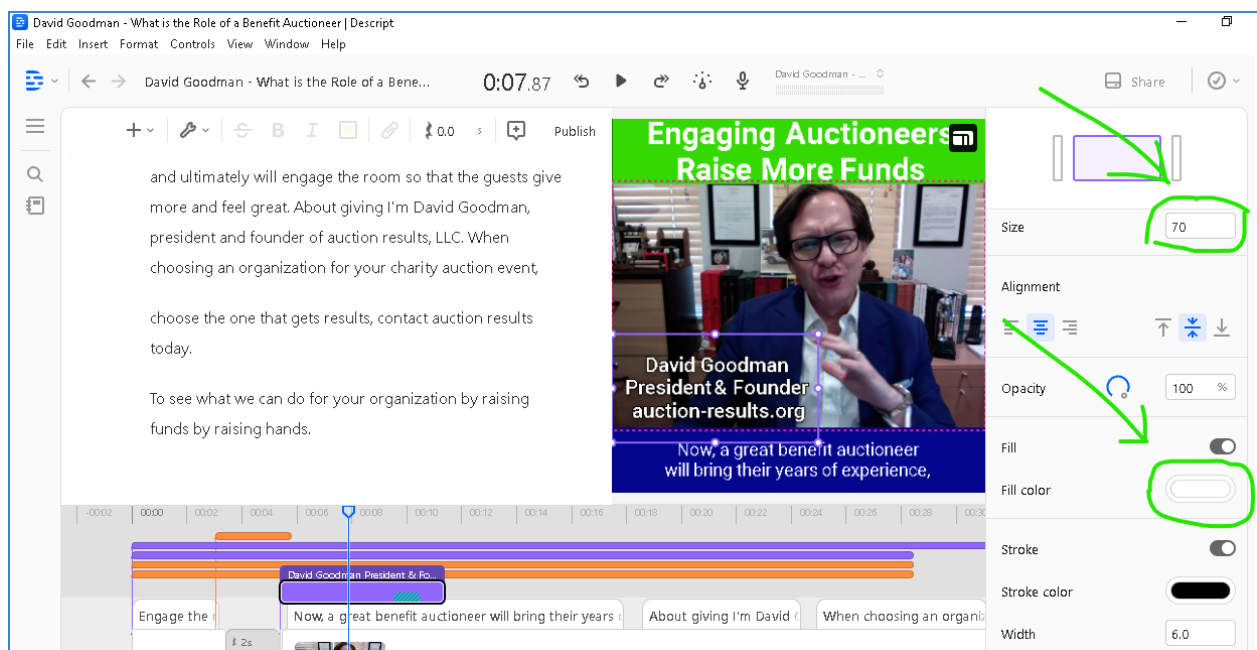 David Goodman - What is the Role of a Benefit Auctioneer | Descript
File Edit Insert Format Controls View Window Help
David Goodman - What is the Role of a Bene...
0:07.87
David Goodman - ...
Share
B I
0.0 s
Publish
and ultimately will engage the room so that the guests give
more and feel great. About giving I'm David Goodman,
president and founder of auction results, LLC. When
choosing an organization for your charity auction event,
choose the one that gets results, contact auction results
today.
To see what we can do for your organization by raising
funds by raising hands.
Engaging Auctioneers
Raise More Funds
David Goodman
President & Founder
auction-results.org
Now, a great benefit auctioneer
will bring their years of experience,
Size
70
Alignment
Opacity
100 %
Fill
Fill color
Stroke
Stroke color
Width
6.0
-00:02 00:00 00:02 00:04 00:06 00:08 00:10 00:12 00:14 00:16 00:18 00:20 00:22 00:24 00:26 00:28 00:30
David Goodman President & Fo...
Engage the
Now, a great benefit auctioneer will bring their years
About giving I'm David
When choosing an organiz
2s